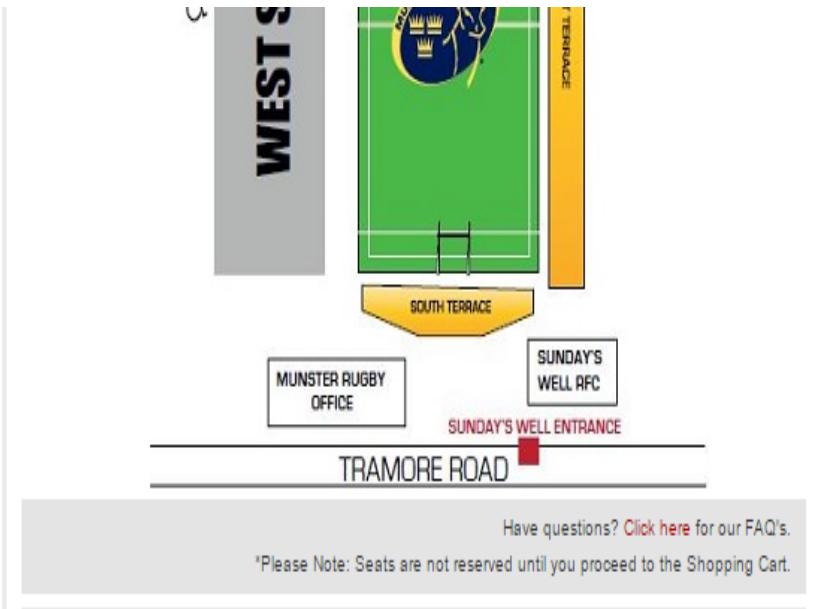 WEST S
MU
T TERRACE
SOUTH TERRACE
SUNDAY'S
WELL RFC
MUNSTER RUGBY
OFFICE
SUNDAY'S WELL ENTRANCE
TRAMORE ROAD
Have questions? Click here for our FAQ's.
*Please Note: Seats are not reserved until you proceed to the Shopping Cart.